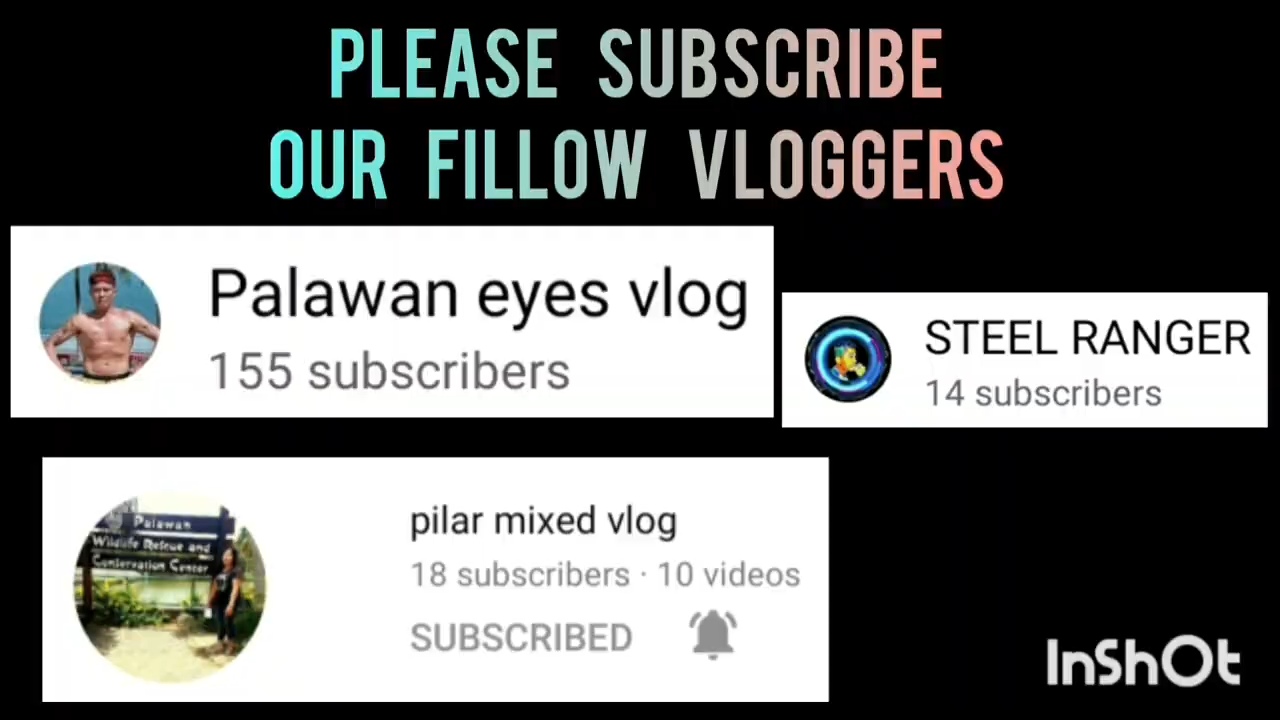 PLEASE SUBSCRIBE
OUR FILLOW VLOGGERS
Palawan eyes vlog
155 subscribers
STEEL RANGER
14 subscribers
Palawan
Wildlife Rescue and
Conservation Center
pilar mixed vlog
18 subscribers · 10 videos
SUBSCRIBED
InShOt